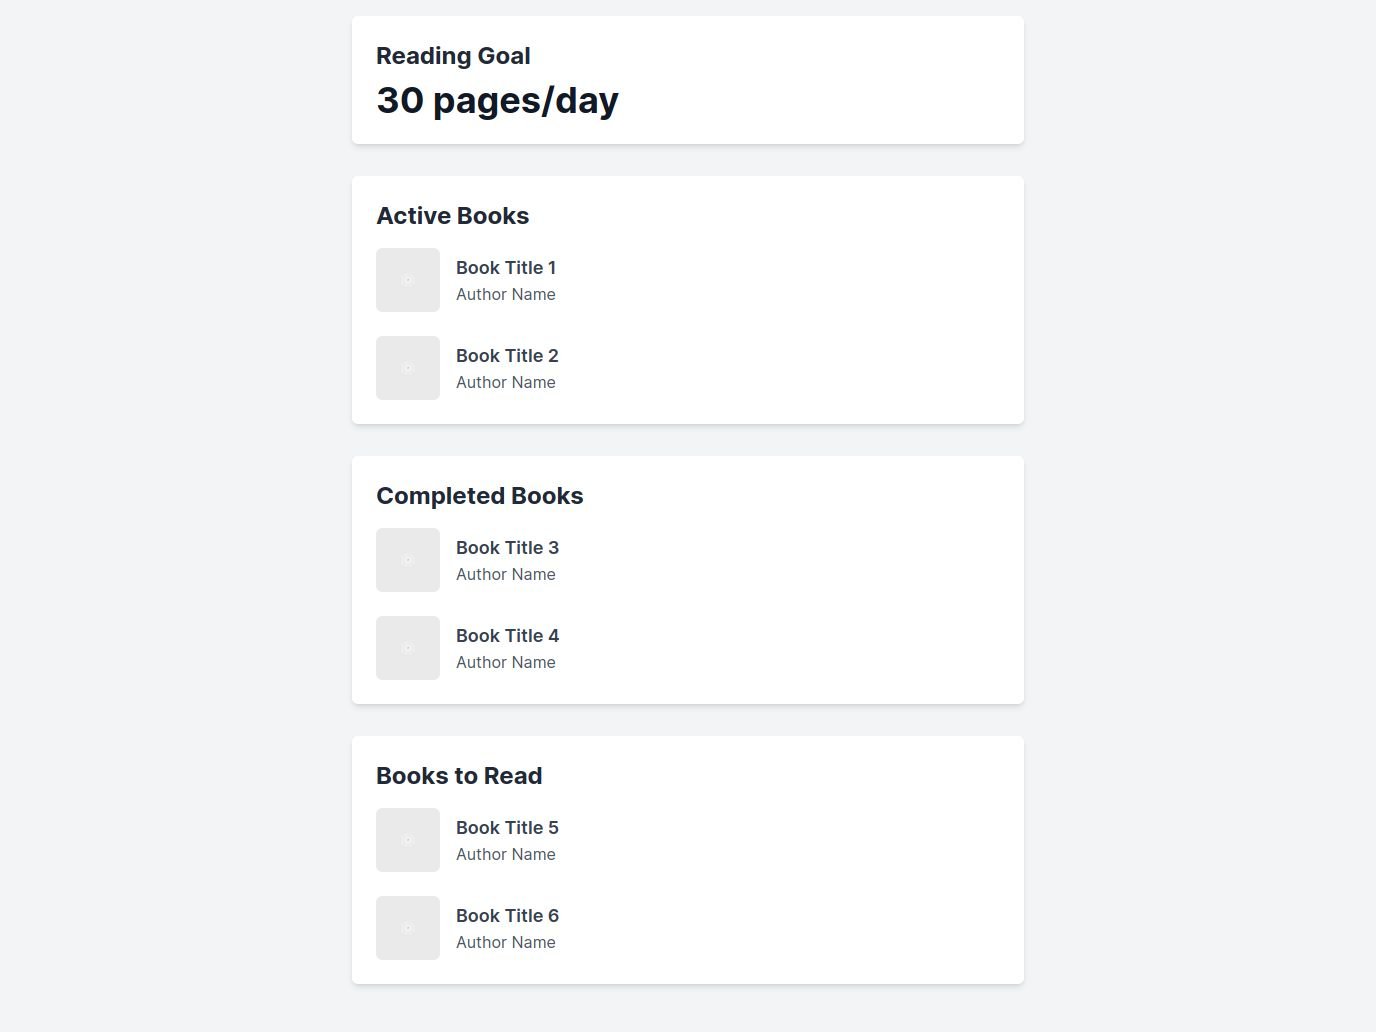 Reading Goal
30 pages/day
Active Books
Book Title 1
Author Name
Book Title 2
Author Name
Completed Books
Book Title 3
Author Name
Book Title 4
Author Name
Books to Read
Book Title 5
Author Name
Book Title 6
Author Name